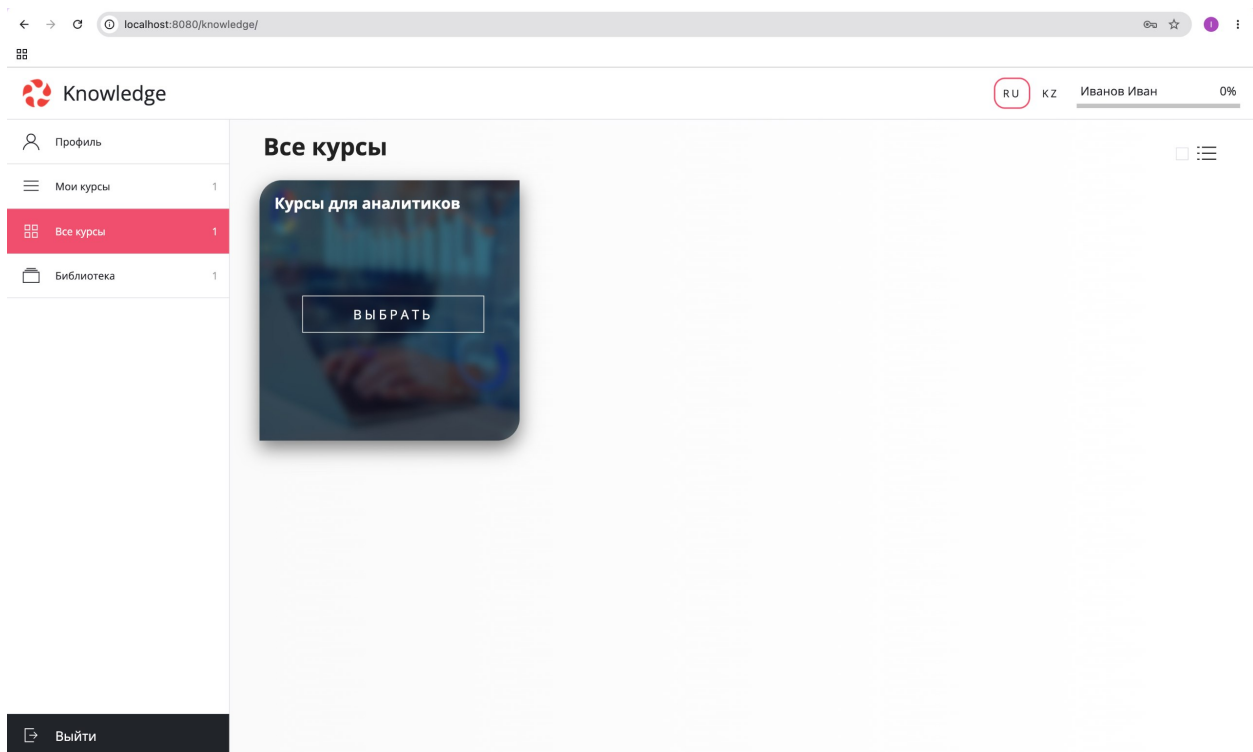 localhost:8080/knowledge/
I
Knowledge
RU KZ Иванов Иван 0%
Профиль
Мои курсы 1
Все курсы 1
Библиотека 1
Выйти
Все курсы
Курсы для аналитиков
ВЫБРАТЬ